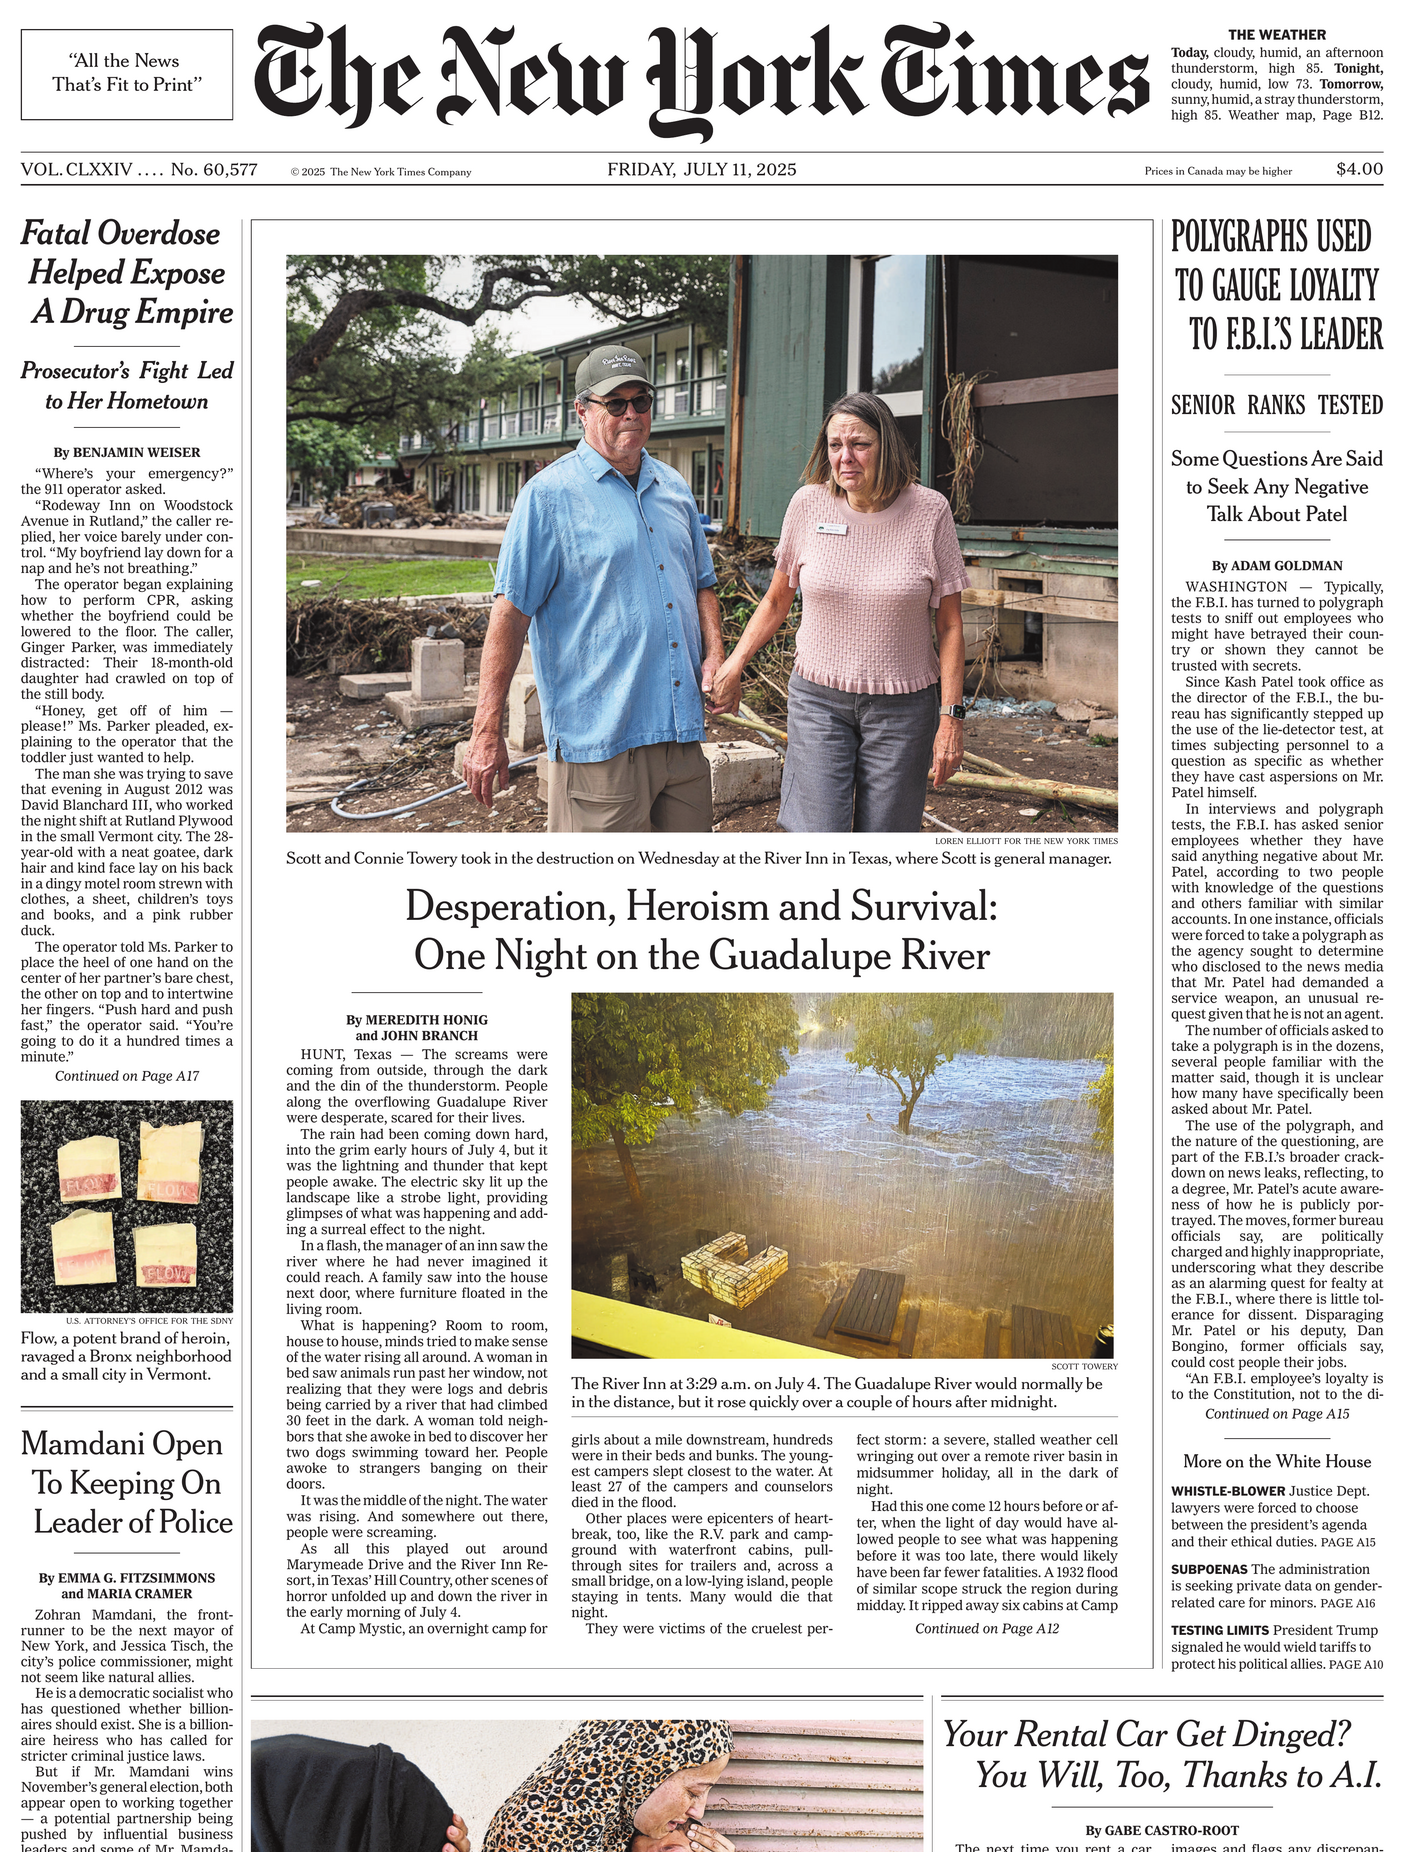 “All the News
That’s Fit to Print”
The New York Times
THE WEATHER
Today, cloudy, humid, an afternoon
thunderstorm, high 85. Tonight,
cloudy, humid, low 73. Tomorrow,
sunny, humid, a stray thunderstorm,
high 85. Weather map, Page B12.
VOL. CLXXIV .... No. 60,577
© 2025 The New York Times Company
FRIDAY, JULY 11, 2025
Prices in Canada may be higher
$4.00
Fatal Overdose
Helped Expose
A Drug Empire
Prosecutor’s Fight Led
to Her Hometown
By BENJAMIN WEISER
“Where’s your emergency?”
the 911 operator asked.
“Rodeway Inn on Woodstock
Avenue in Rutland,” the caller re-
plied, her voice barely under con-
trol. “My boyfriend lay down for a
nap and he’s not breathing.”
The operator began explaining
how to perform CPR, asking
whether the boyfriend could be
lowered to the floor. The caller,
Ginger Parker, was immediately
distracted: Their 18-month-old
daughter had crawled on top of
the still body.
“Honey, get off of him —
please!” Ms. Parker pleaded, ex-
plaining to the operator that the
toddler just wanted to help.
The man she was trying to save
that evening in August 2012 was
David Blanchard III, who worked
the night shift at Rutland Plywood
in the small Vermont city. The 28-
year-old with a neat goatee, dark
hair and kind face lay on his back
in a dingy motel room strewn with
clothes, a sheet, children’s toys
and books, and a pink rubber
duck.
The operator told Ms. Parker to
place the heel of one hand on the
center of her partner’s bare chest,
the other on top and to intertwine
her fingers. “Push hard and push
fast,” the operator said. “You’re
going to do it a hundred times a
minute.”
Continued on Page A17
FLOW
FLOW
FLOW
U.S. ATTORNEY’S OFFICE FOR THE SDNY
Flow, a potent brand of heroin,
ravaged a Bronx neighborhood
and a small city in Vermont.
Mamdani Open
To Keeping On
Leader of Police
By EMMA G. FITZSIMMONS
and MARIA CRAMER
Zohran Mamdani, the front-
runner to be the next mayor of
New York, and Jessica Tisch, the
city’s police commissioner, might
not seem like natural allies.
He is a democratic socialist who
has questioned whether billion-
aires should exist. She is a billion-
aire heiress who has called for
stricter criminal justice laws.
But if Mr. Mamdani wins
November’s general election, both
appear open to working together
— a potential partnership being
pushed by influential business
leaders and some of Mr. Mamda-
LOREN ELLIOTT FOR THE NEW YORK TIMES
Scott and Connie Towery took in the destruction on Wednesday at the River Inn in Texas, where Scott is general manager.
Desperation, Heroism and Survival:
One Night on the Guadalupe River
By MEREDITH HONIG
and JOHN BRANCH
HUNT, Texas — The screams were
coming from outside, through the dark
and the din of the thunderstorm. People
along the overflowing Guadalupe River
were desperate, scared for their lives.
The rain had been coming down hard,
into the grim early hours of July 4, but it
was the lightning and thunder that kept
people awake. The electric sky lit up the
landscape like a strobe light, providing
glimpses of what was happening and add-
ing a surreal effect to the night.
In a flash, the manager of an inn saw the
river where he had never imagined it
could reach. A family saw into the house
next door, where furniture floated in the
living room.
What is happening? Room to room,
house to house, minds tried to make sense
of the water rising all around. A woman in
bed saw animals run past her window, not
realizing that they were logs and debris
being carried by a river that had climbed
30 feet in the dark. A woman told neigh-
bors that she awoke in bed to discover her
two dogs swimming toward her. People
awoke to strangers banging on their
doors.
It was the middle of the night. The water
was rising. And somewhere out there,
people were screaming.
As all this played out around
Marymeade Drive and the River Inn Re-
sort, in Texas’ Hill Country, other scenes of
horror unfolded up and down the river in
the early morning of July 4.
At Camp Mystic, an overnight camp for
SCOTT TOWERY
The River Inn at 3:29 a.m. on July 4. The Guadalupe River would normally be
in the distance, but it rose quickly over a couple of hours after midnight.
girls about a mile downstream, hundreds
were in their beds and bunks. The young-
est campers slept closest to the water. At
least 27 of the campers and counselors
died in the flood.
Other places were epicenters of heart-
break, too, like the R.V. park and camp-
ground with waterfront cabins, pull-
through sites for trailers and, across a
small bridge, on a low-lying island, people
staying in tents. Many would die that
night.
They were victims of the cruelest per-
fect storm: a severe, stalled weather cell
wringing out over a remote river basin in
midsummer holiday, all in the dark of
night.
Had this one come 12 hours before or af-
ter, when the light of day would have al-
lowed people to see what was happening
before it was too late, there would likely
have been far fewer fatalities. A 1932 flood
of similar scope struck the region during
midday. It ripped away six cabins at Camp
Continued on Page A12
POLYGRAPHS USED
TO GAUGE LOYALTY
TO F.B.I.’S LEADER
SENIOR RANKS TESTED
Some Questions Are Said
to Seek Any Negative
Talk About Patel
By ADAM GOLDMAN
WASHINGTON — Typically,
the F.B.I. has turned to polygraph
tests to sniff out employees who
might have betrayed their coun-
try or shown they cannot be
trusted with secrets.
Since Kash Patel took office as
the director of the F.B.I., the bu-
reau has significantly stepped up
the use of the lie-detector test, at
times subjecting personnel to a
question as specific as whether
they have cast aspersions on Mr.
Patel himself.
In interviews and polygraph
tests, the F.B.I. has asked senior
employees whether they have
said anything negative about Mr.
Patel, according to two people
with knowledge of the questions
and others familiar with similar
accounts. In one instance, officials
were forced to take a polygraph as
the agency sought to determine
who disclosed to the news media
that Mr. Patel had demanded a
service weapon, an unusual re-
quest given that he is not an agent.
The number of officials asked to
take a polygraph is in the dozens,
several people familiar with the
matter said, though it is unclear
how many have specifically been
asked about Mr. Patel.
The use of the polygraph, and
the nature of the questioning, are
part of the F.B.I.’s broader crack-
down on news leaks, reflecting, to
a degree, Mr. Patel’s acute aware-
ness of how he is publicly por-
trayed. The moves, former bureau
officials say, are politically
charged and highly inappropriate,
underscoring what they describe
as an alarming quest for fealty at
the F.B.I., where there is little tol-
erance for dissent. Disparaging
Mr. Patel or his deputy, Dan
Bongino, former officials say,
could cost people their jobs.
“An F.B.I. employee’s loyalty is
to the Constitution, not to the di-
Continued on Page A15
More on the White House
WHISTLE-BLOWER Justice Dept.
lawyers were forced to choose
between the president’s agenda
and their ethical duties. PAGE A15
SUBPOENAS The administration
is seeking private data on gender-
related care for minors. PAGE A16
TESTING LIMITS President Trump
signaled he would wield tariffs to
protect his political allies. PAGE A10
Your Rental Car Get Dinged?
You Will, Too, Thanks to A.I.
By GABE CASTRO-ROOT
The next time you rent a car
images and flags any discrepan-